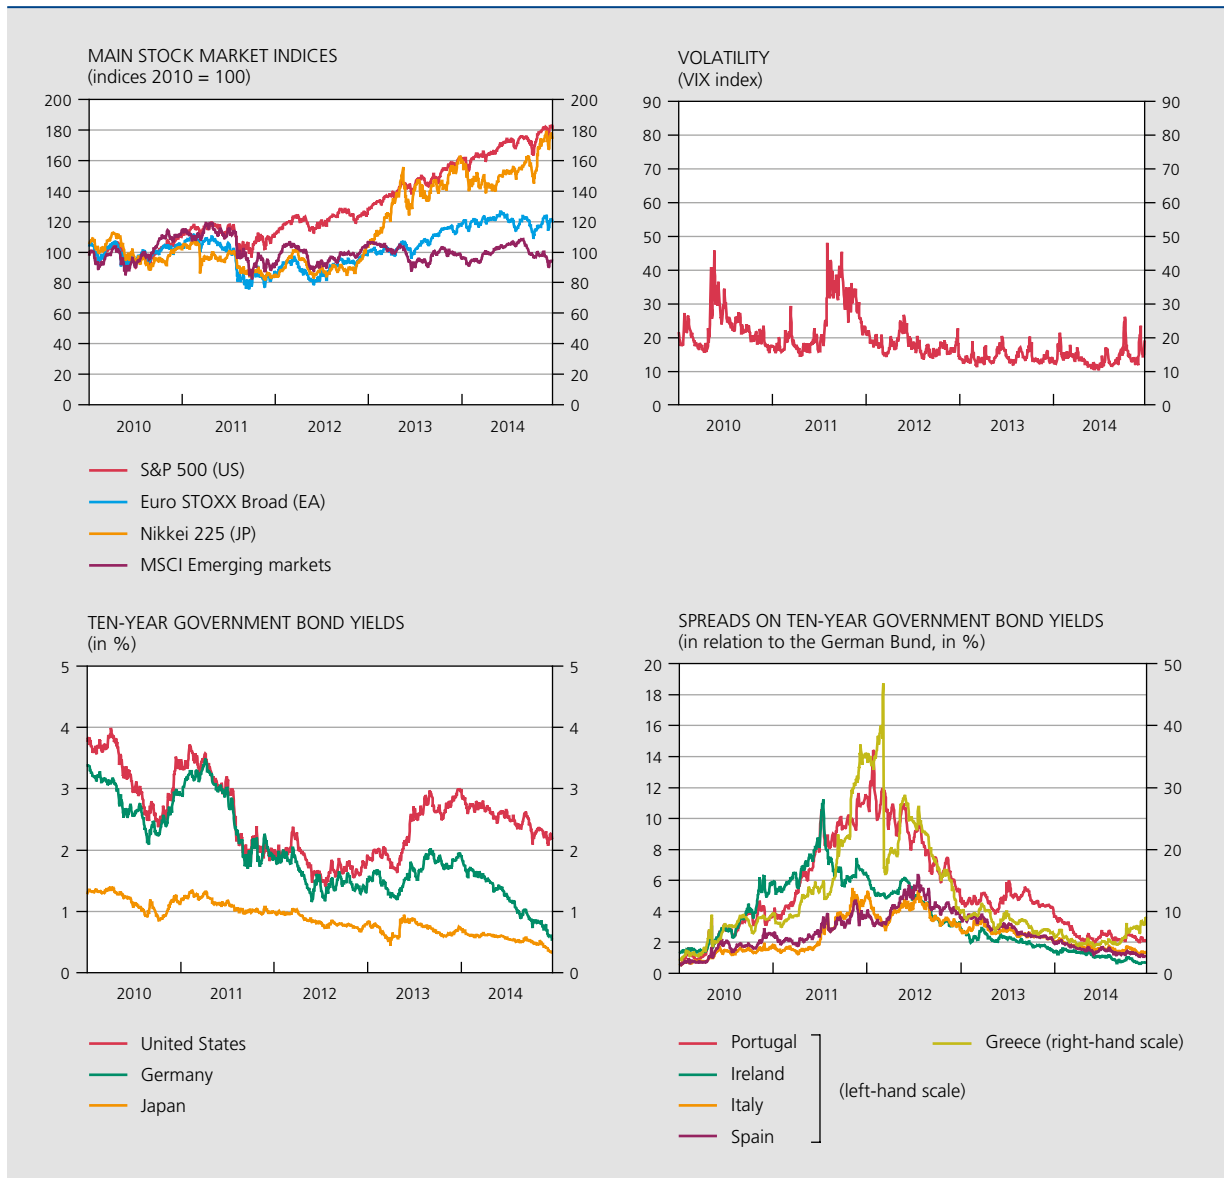 MAIN STOCK MARKET INDICES
(indices 2010 = 100)
200 200
180 180
160 160
140 140
120 120
100 100
80 80
60 60
40 40
20 20
0 0
2010 2011 2012 2013 2014
S&P 500 (US)
Euro STOXX Broad (EA)
Nikkei 225 (JP)
MSCI Emerging markets
VOLATILITY
(VIX index)
90 90
80 80
70 70
60 60
50 50
40 40
30 30
20 20
10 10
0 0
2010 2011 2012 2013 2014
TEN-YEAR GOVERNMENT BOND YIELDS
(in %)
5 5
4 4
3 3
2 2
1 1
0 0
2010 2011 2012 2013 2014
United States
Germany
Japan
SPREADS ON TEN-YEAR GOVERNMENT BOND YIELDS
(in relation to the German Bund, in %)
20 50
18
16 40
14
12 30
10
8 20
6
4 10
2
0 0
2010 2011 2012 2013 2014
Portugal
Ireland
Italy
Spain
(left-hand scale)
Greece (right-hand scale)